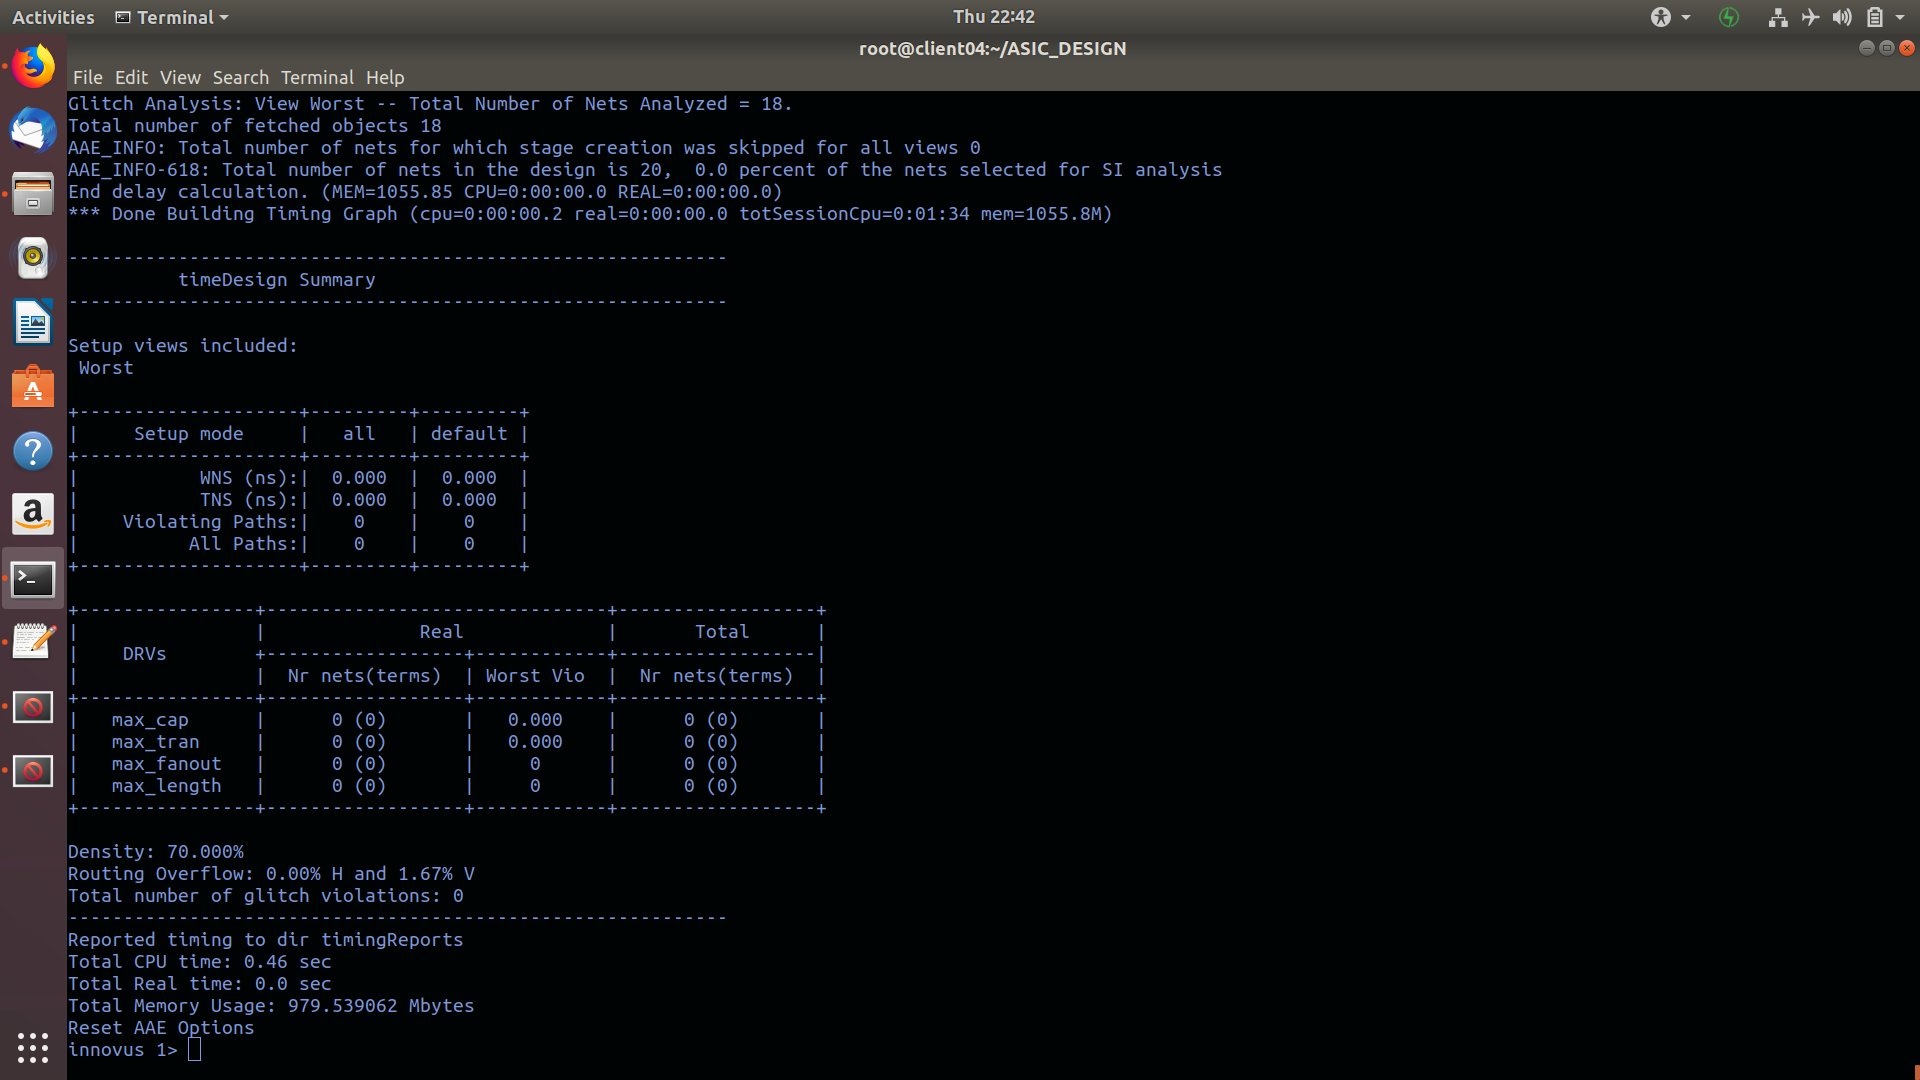 Activities Terminal Thu 22:42
root@client04:~/ASIC_DESIGN
File Edit View Search Terminal Help
Glitch Analysis: View Worst -- Total Number of Nets Analyzed = 18.
Total number of fetched objects 18
AAE_INFO: Total number of nets for which stage creation was skipped for all views 0
AAE_INFO-618: Total number of nets in the design is 20,  0.0 percent of the nets selected for SI analysis
End delay calculation. (MEM=1055.85 CPU=0:00:00.0 REAL=0:00:00.0)
*** Done Building Timing Graph (cpu=0:00:00.2 real=0:00:00.0 totSessionCpu=0:01:34 mem=1055.8M)
------------------------------------------------------------
          timeDesign Summary
------------------------------------------------------------
Setup views included:
 Worst
+--------------------+---------+---------+
|     Setup mode     |   all   | default |
+--------------------+---------+---------+
|           WNS (ns):|  0.000  |  0.000  |
|           TNS (ns):|  0.000  |  0.000  |
|    Violating Paths:|    0    |    0    |
|          All Paths:|    0    |    0    |
+--------------------+---------+---------+
+----------------+-------------------------------+------------------+
|                |              Real             |       Total      |
|    DRVs        +------------------+------------+------------------|
|                |  Nr nets(terms)  | Worst Vio  |  Nr nets(terms)  |
+----------------+------------------+------------+------------------+
|   max_cap      |      0 (0)       |   0.000    |      0 (0)       |
|   max_tran     |      0 (0)       |   0.000    |      0 (0)       |
|   max_fanout   |      0 (0)       |     0      |      0 (0)       |
|   max_length   |      0 (0)       |     0      |      0 (0)       |
+----------------+------------------+------------+------------------+
Density: 70.000%
Routing Overflow: 0.00% H and 1.67% V
Total number of glitch violations: 0
------------------------------------------------------------
Reported timing to dir timingReports
Total CPU time: 0.46 sec
Total Real time: 0.0 sec
Total Memory Usage: 979.539062 Mbytes
Reset AAE Options
innovus 1>